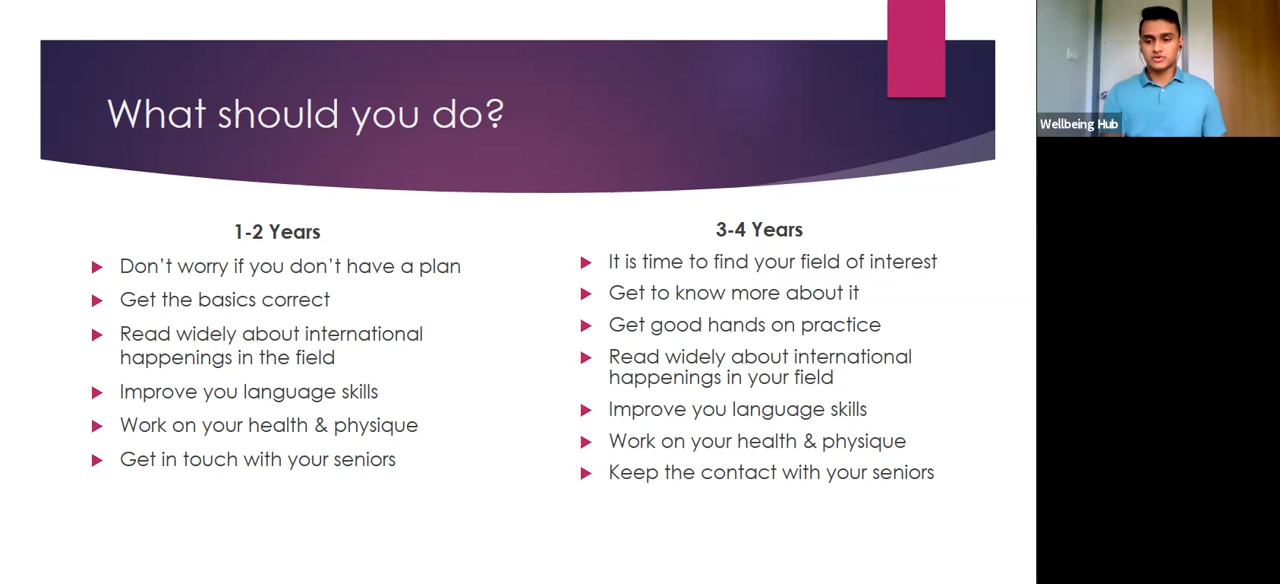 What should you do?
Wellbeing Hub
1-2 Years
Don't worry if you don't have a plan
Get the basics correct
Read widely about international
happenings in the field
Improve you language skills
Work on your health & physique
Get in touch with your seniors
3-4 Years
It is time to find your field of interest
Get to know more about it
Get good hands on practice
Read widely about international
happenings in your field
Improve you language skills
Work on your health & physique
Keep the contact with your seniors